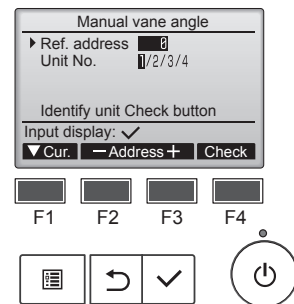 Manual vane angle
Ref. address 0
Unit No. 1/2/3/4
Identify unit Check button
Input display: ✓
▼ Cur. − Address + Check
F1 F2 F3 F4